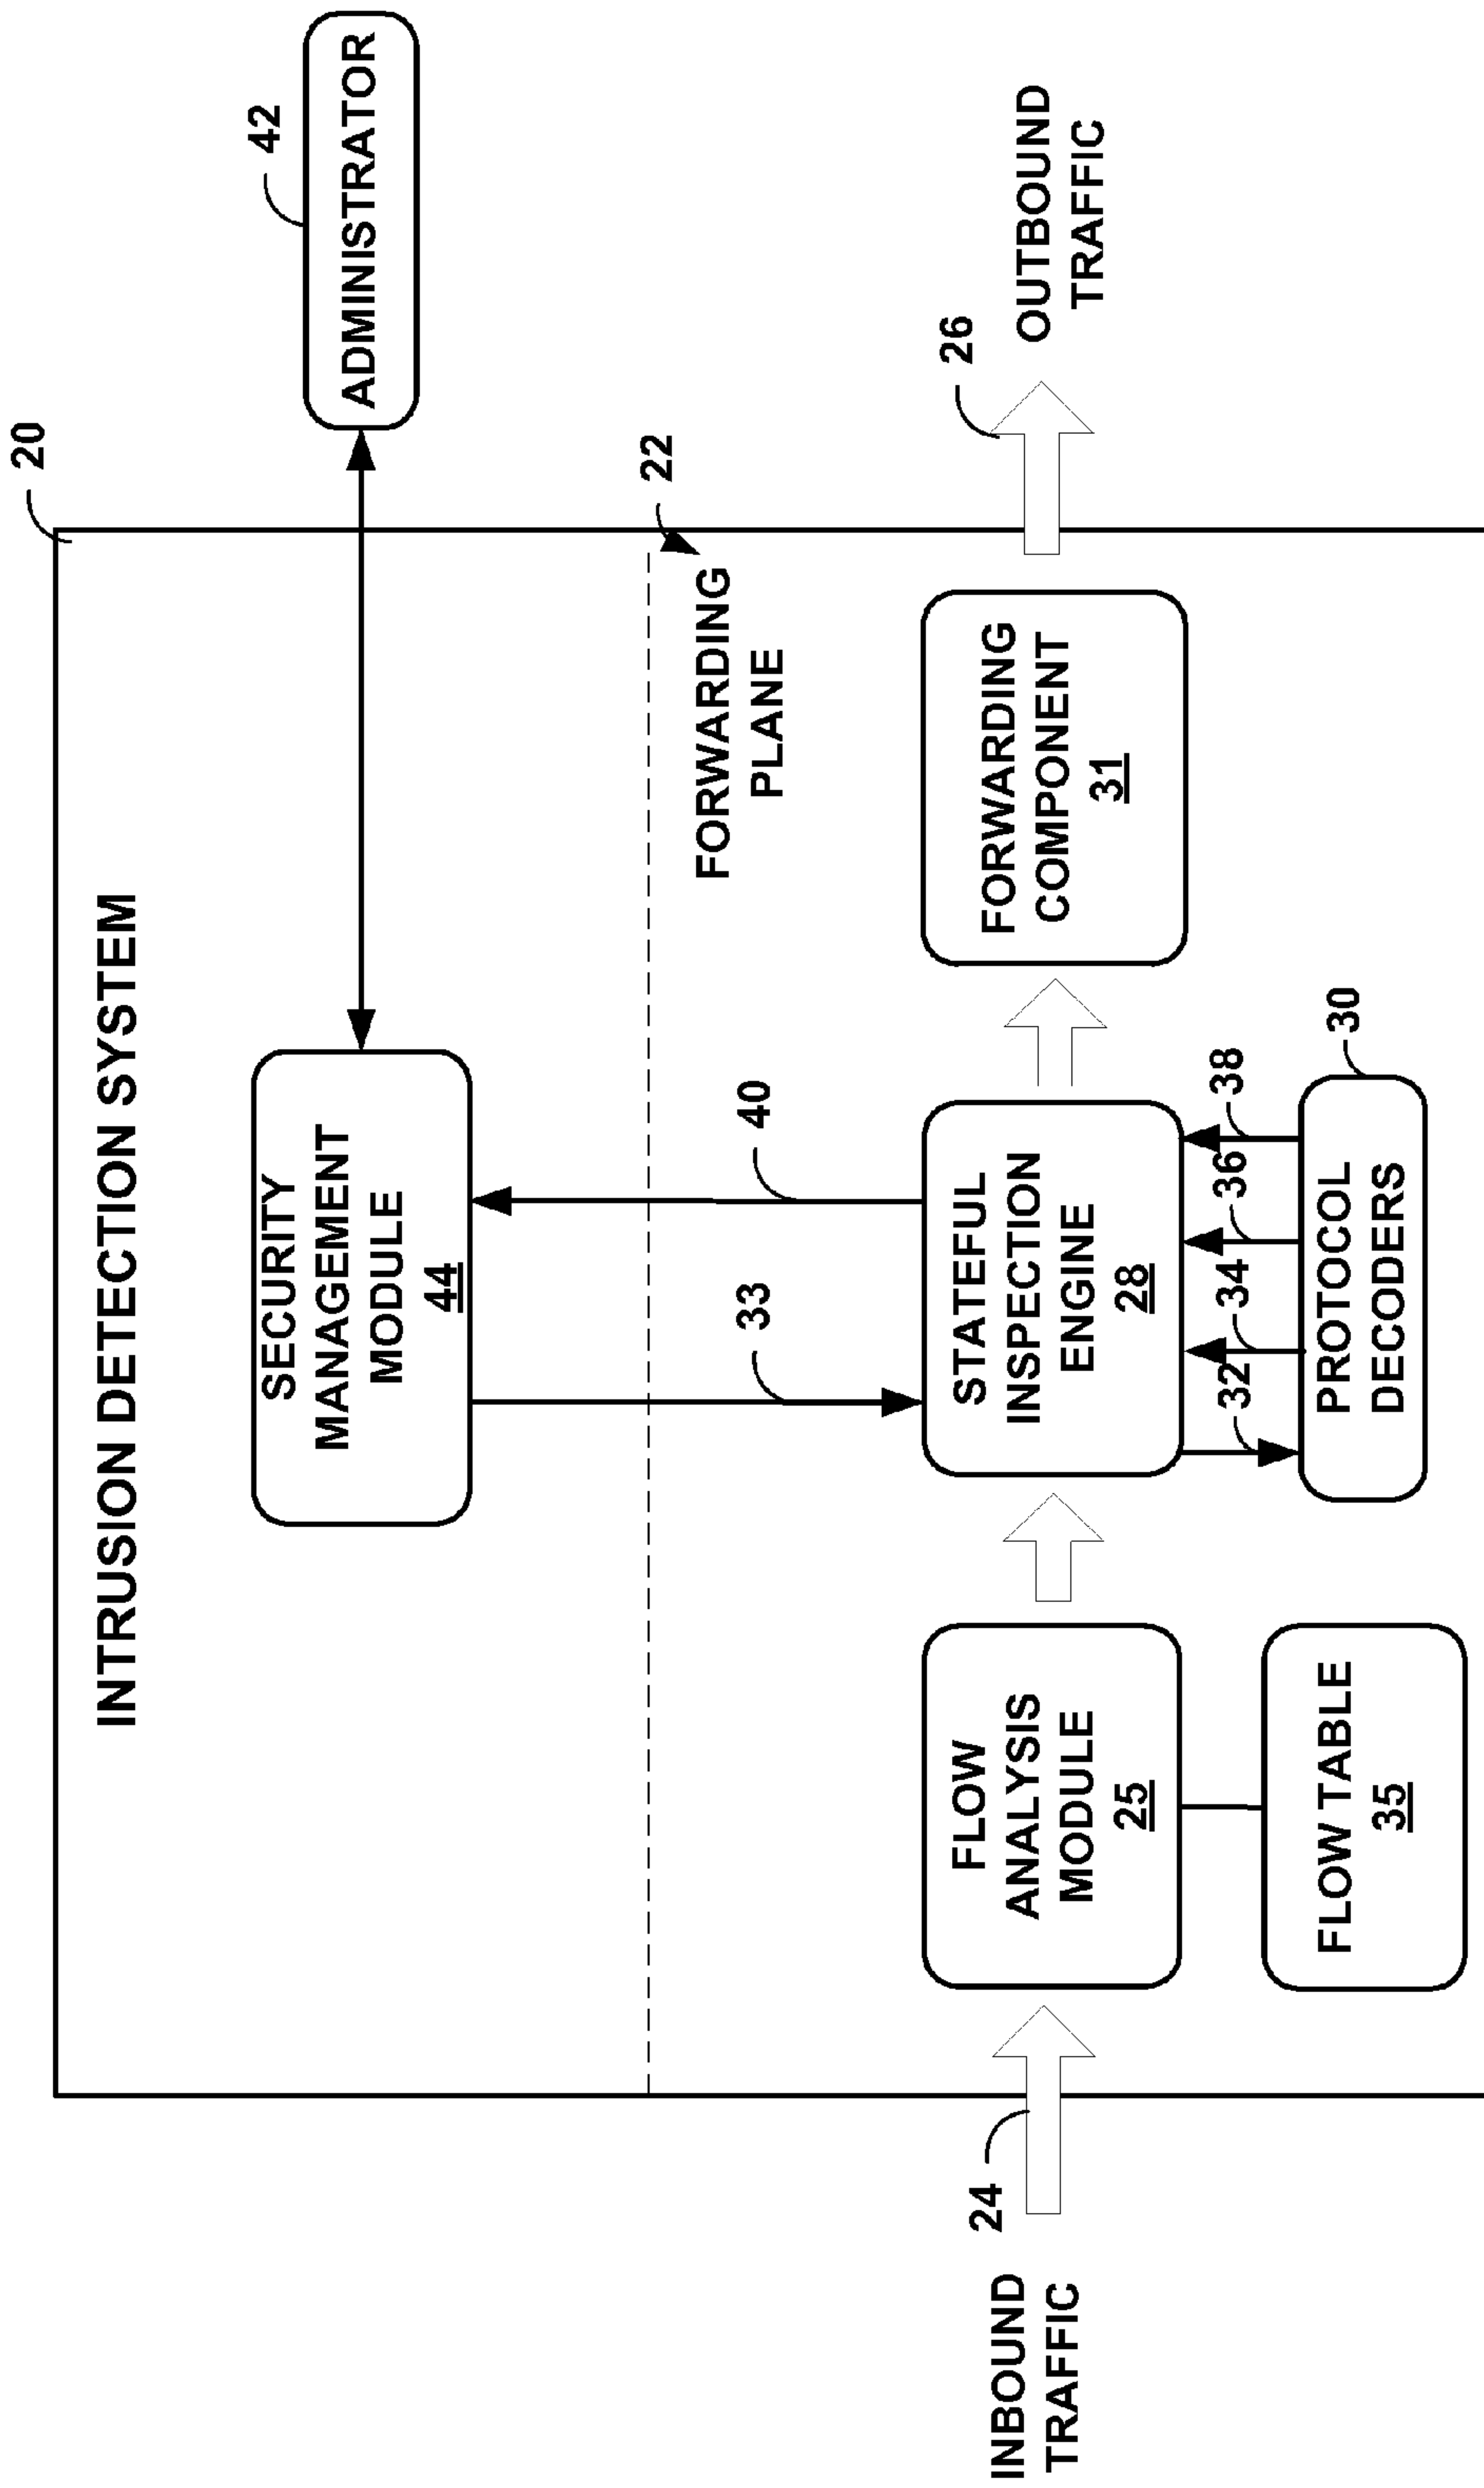 20
INTRUSION DETECTION SYSTEM
42
ADMINISTRATOR
SECURITY
MANAGEMENT
MODULE
44
22
FORWARDING
PLANE
33
40
INBOUND
TRAFFIC
24
FLOW
ANALYSIS
MODULE
25
STATEFUL
INSPECTION
ENGINE
28
FORWARDING
COMPONENT
31
26
OUTBOUND
TRAFFIC
32
34
36
38
30
FLOW TABLE
35
PROTOCOL
DECODERS